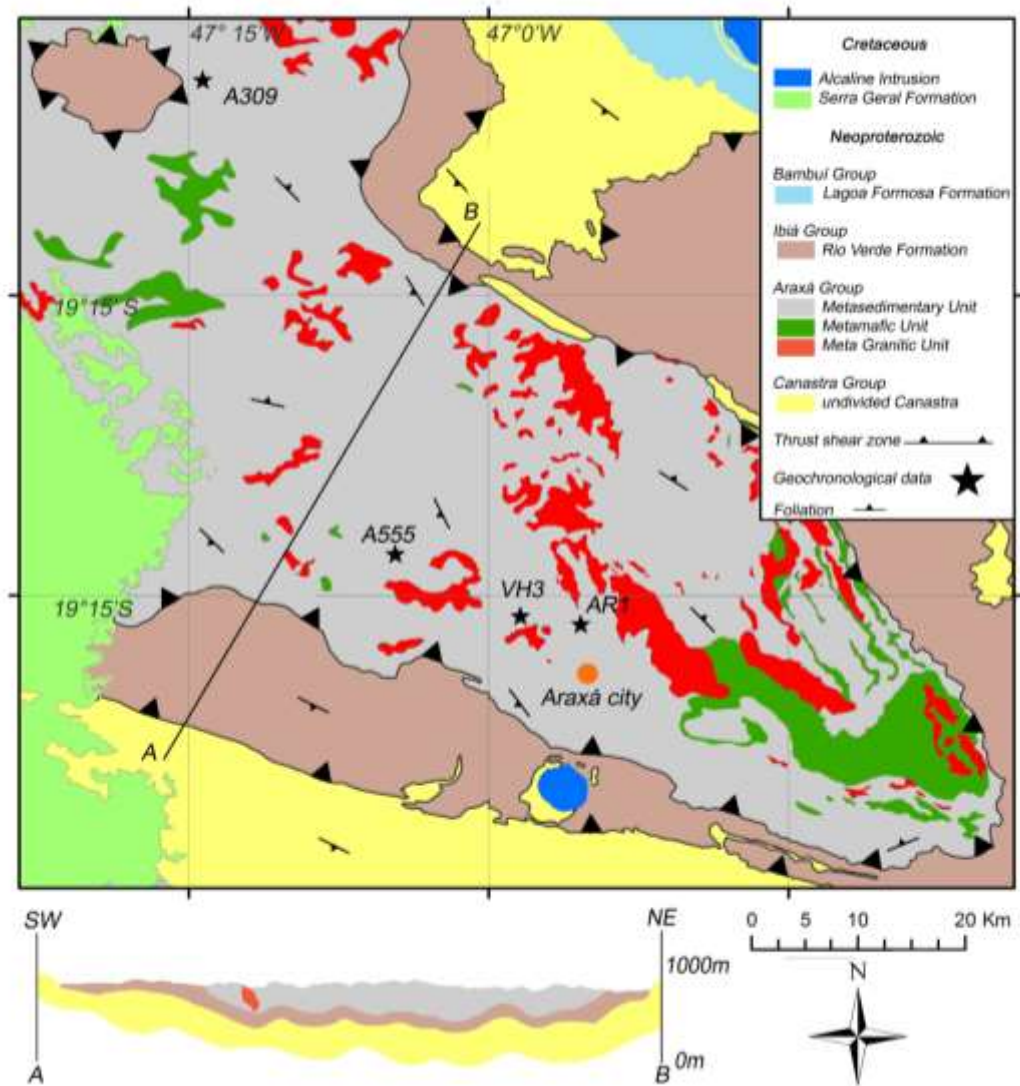 47° 15'W
47°0'W
A309
B
19°15' S
A555
19°15'S
VH3
AR1
Araxá city
A
Cretaceous
Alcaline Intrusion
Serra Geral Formation
Neoproterozoic
Bambuí Group
Lagoa Formosa Formation
Ibiá Group
Rio Verde Formation
Araxá Group
Metasedimentary Unit
Metamafic Unit
Meta Granitic Unit
Canastra Group
undivided Canastra
Thrust shear zone
Geochronological data
Foliation
SW
NE
1000m
0m
A
B
0 5 10 20 Km
N